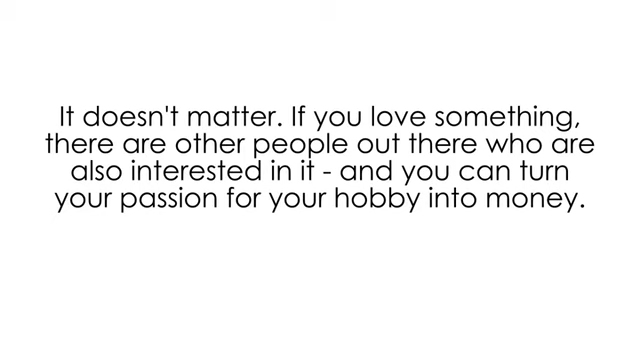 It doesn't matter. If you love something,
there are other people out there who are
also interested in it - and you can turn
your passion for your hobby into money.